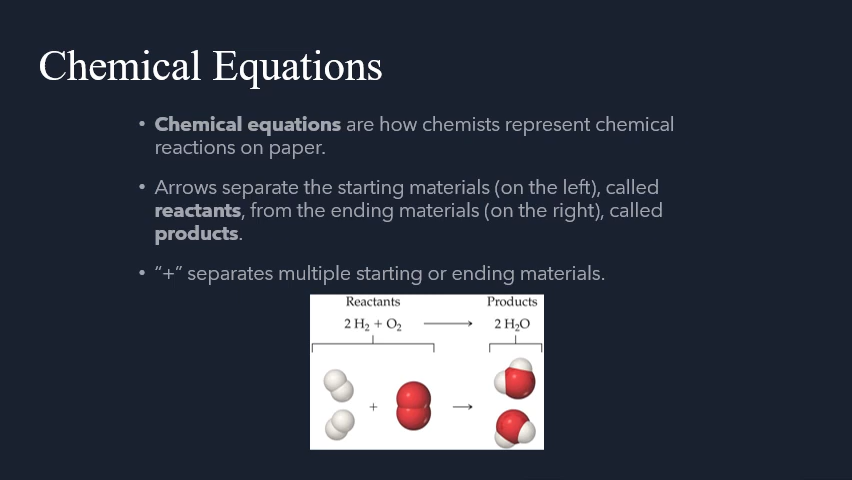 Chemical Equations
• Chemical equations are how chemists represent chemical
reactions on paper.
• Arrows separate the starting materials (on the left), called
reactants, from the ending materials (on the right), called
products.
• “+” separates multiple starting or ending materials.
Reactants Products
2 H₂ + O₂ ⟶ 2 H₂O
+ ⟶